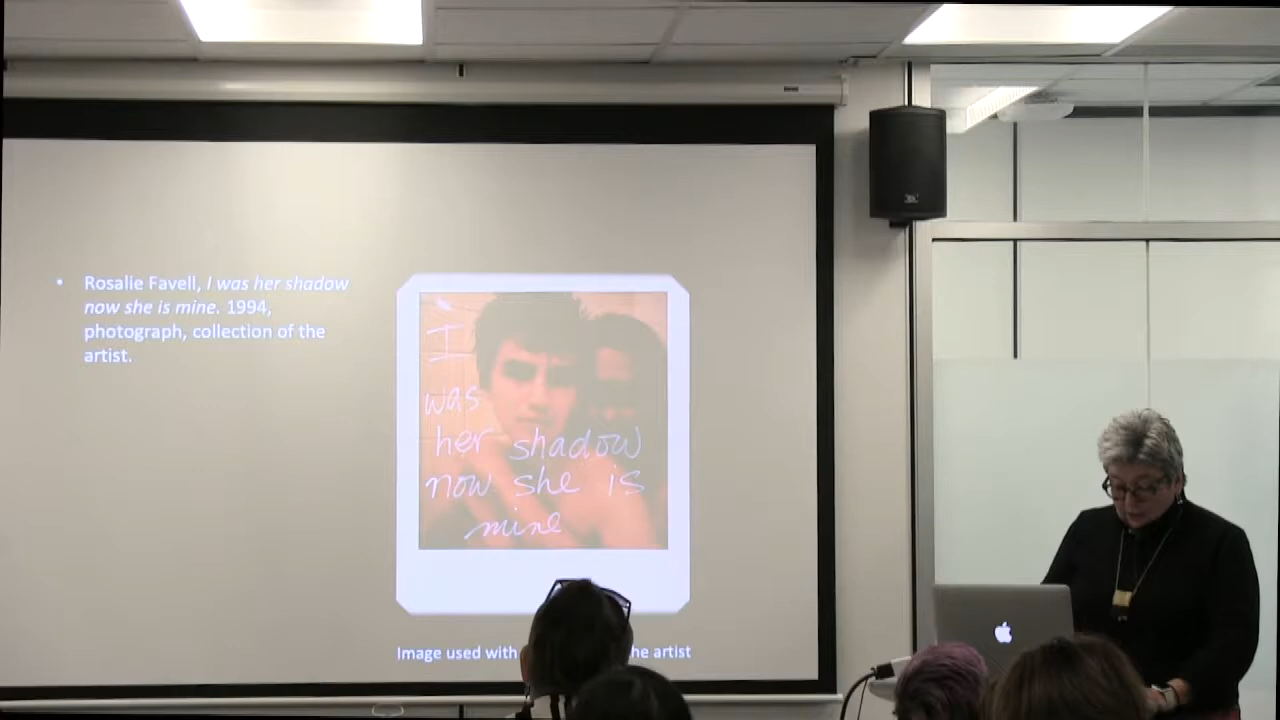 • Rosalie Favell, I was her shadow
now she is mine. 1994,
photograph, collection of the
artist.
I
was
her shadow
now she is
mine
Image used with he artist